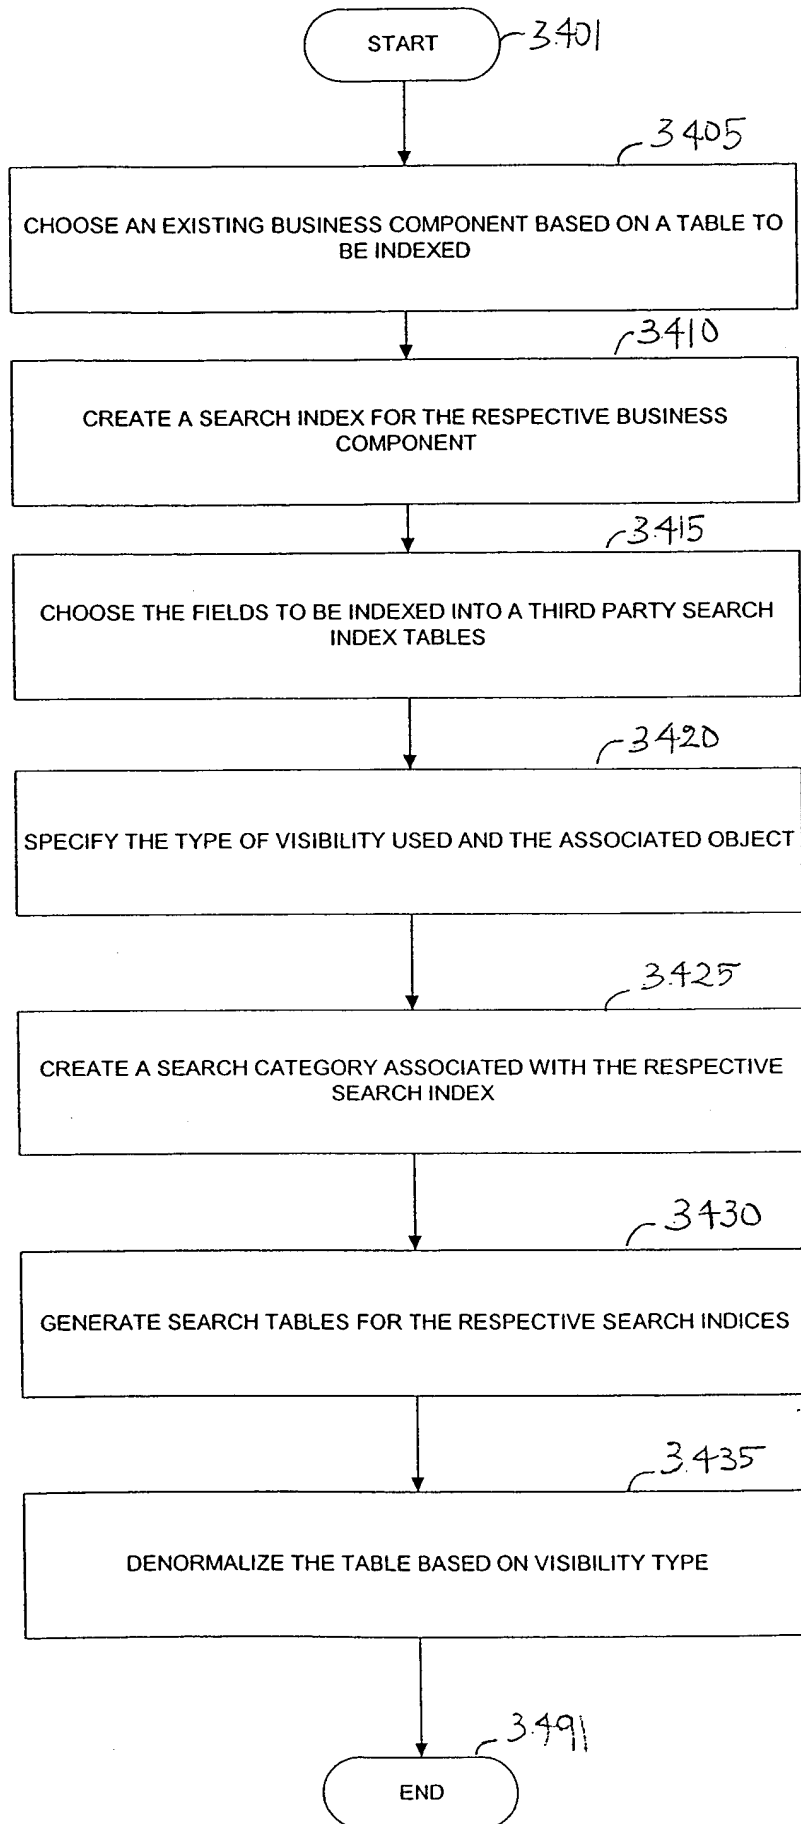 START
3401
3405
CHOOSE AN EXISTING BUSINESS COMPONENT BASED ON A TABLE TO
BE INDEXED
3410
CREATE A SEARCH INDEX FOR THE RESPECTIVE BUSINESS
COMPONENT
3415
CHOOSE THE FIELDS TO BE INDEXED INTO A THIRD PARTY SEARCH
INDEX TABLES
3420
SPECIFY THE TYPE OF VISIBILITY USED AND THE ASSOCIATED OBJECT
3425
CREATE A SEARCH CATEGORY ASSOCIATED WITH THE RESPECTIVE
SEARCH INDEX
3430
GENERATE SEARCH TABLES FOR THE RESPECTIVE SEARCH INDICES
3435
DENORMALIZE THE TABLE BASED ON VISIBILITY TYPE
3491
END